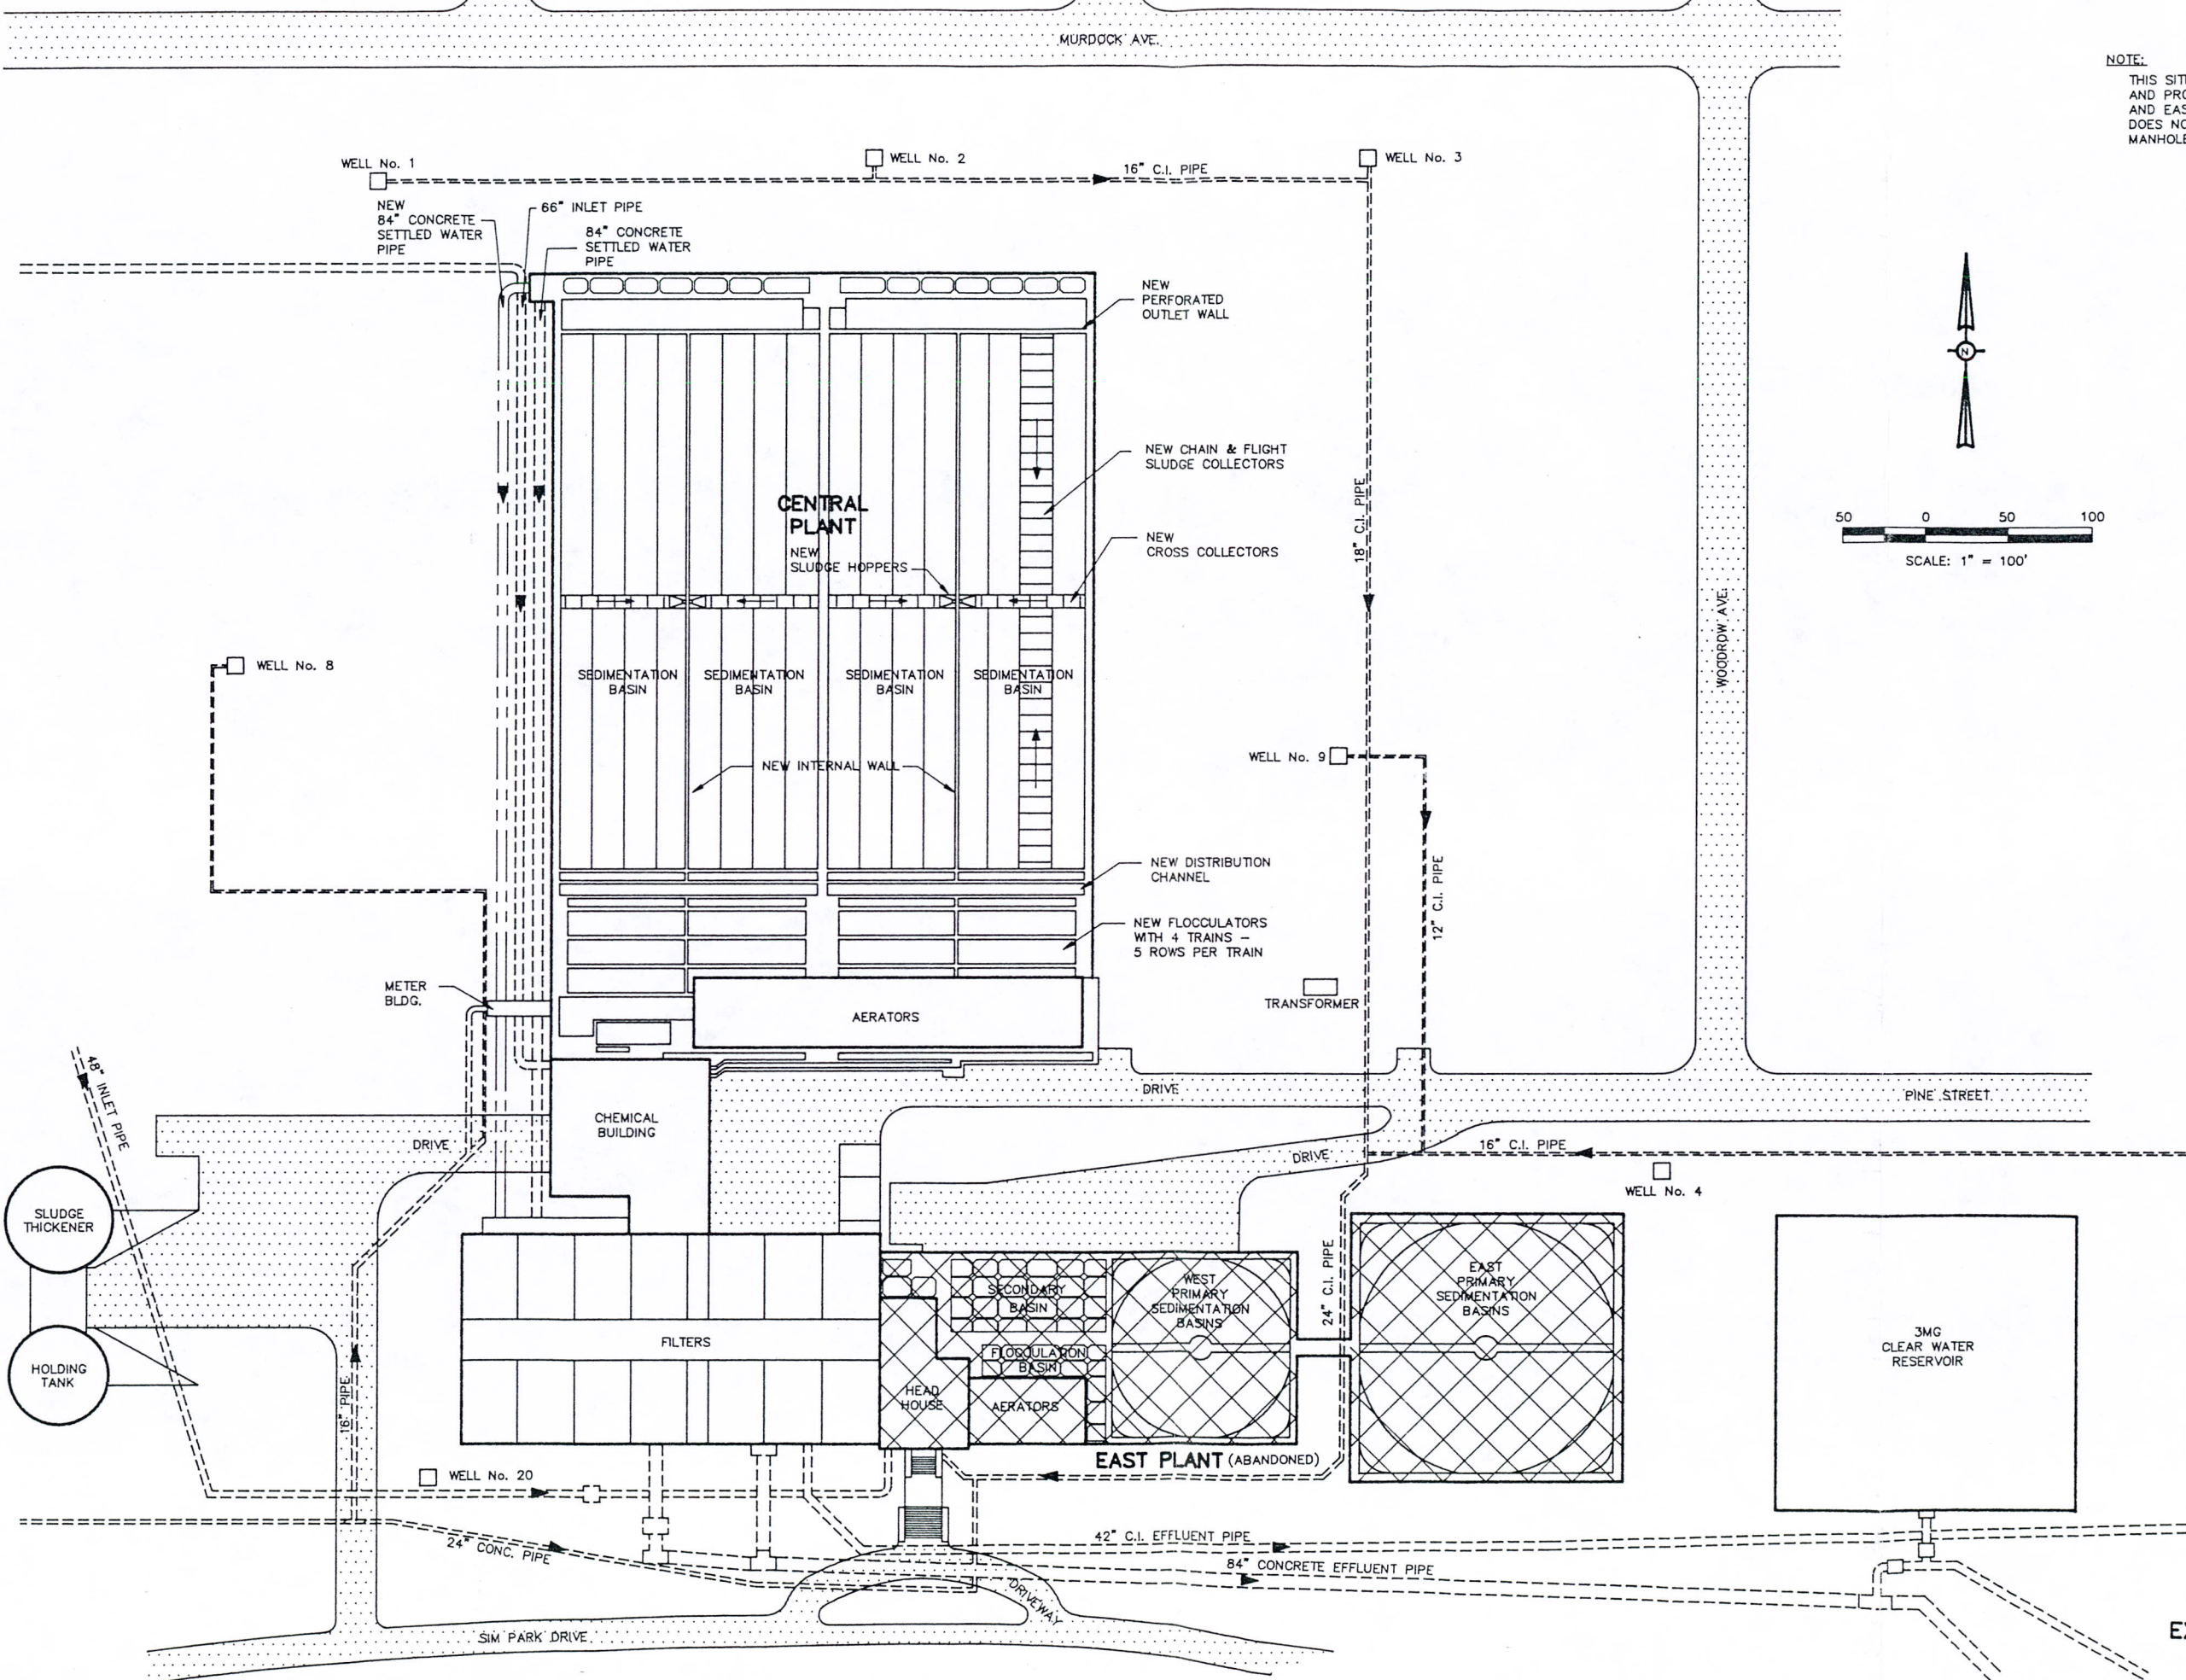 MURDOCK AVE.
NOTE:
THIS SIT
AND PRO
AND EAS
DOES NO
MANHOLE
WELL No. 1
WELL No. 2
WELL No. 3
16" C.I. PIPE
NEW
84" CONCRETE
SETTLED WATER
PIPE
66" INLET PIPE
84" CONCRETE
SETTLED WATER
PIPE
NEW
PERFORATED
OUTLET WALL
N
NEW CHAIN & FLIGHT
SLUDGE COLLECTORS
CENTRAL
PLANT
18" C.I. PIPE
50 0 50 100
SCALE: 1" = 100'
NEW
CROSS COLLECTORS
NEW
SLUDGE HOPPERS
WOODROW AVE.
WELL No. 8
SEDIMENTATION
BASIN
SEDIMENTATION
BASIN
SEDIMENTATION
BASIN
SEDIMENTATION
BASIN
NEW INTERNAL WALL
WELL No. 9
12" C.I. PIPE
NEW DISTRIBUTION
CHANNEL
NEW FLOCCULATORS
WITH 4 TRAINS –
5 ROWS PER TRAIN
METER
BLDG.
AERATORS
TRANSFORMER
48" INLET PIPE
DRIVE
PINE STREET
CHEMICAL
BUILDING
DRIVE
DRIVE
16" C.I. PIPE
WELL No. 4
SLUDGE
THICKENER
24" C.I. PIPE
SECONDARY
BASIN
WEST
PRIMARY
SEDIMENTATION
BASINS
EAST
PRIMARY
SEDIMENTATION
BASINS
3MG
CLEAR WATER
RESERVOIR
FILTERS
FLOCCULATION
BASIN
HOLDING
TANK
16" PIPE
HEAD
HOUSE
AERATORS
EAST PLANT (ABANDONED)
WELL No. 20
24" CONC. PIPE
42" C.I. EFFLUENT PIPE
84" CONCRETE EFFLUENT PIPE
DRIVEWAY
SIM PARK DRIVE
E